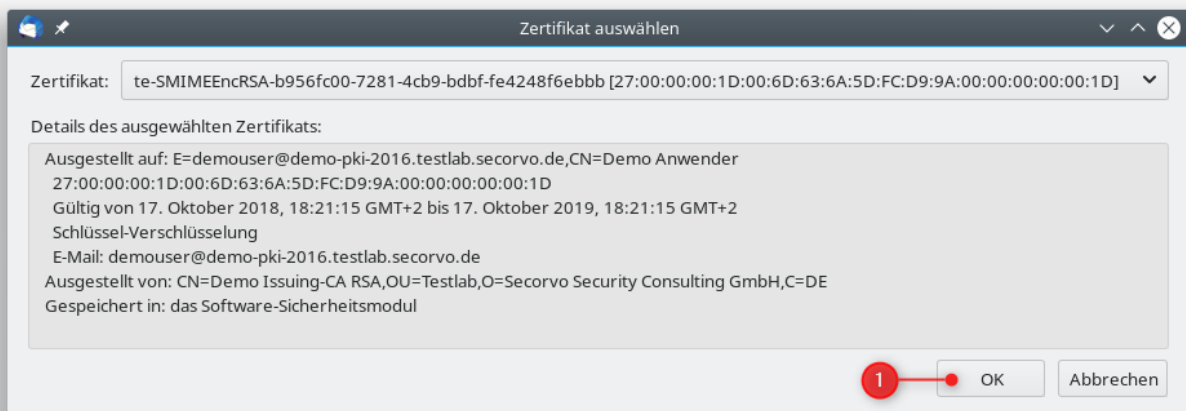 Zertifikat auswählen
Zertifikat: te-SMIMEEncRSA-b956fc00-7281-4cb9-bdbf-fe4248f6ebbb [27:00:00:00:1D:00:6D:63:6A:5D:FC:D9:9A:00:00:00:00:00:1D]
Details des ausgewählten Zertifikats:
Ausgestellt auf: E=demouser@demo-pki-2016.testlab.secorvo.de,CN=Demo Anwender
27:00:00:00:1D:00:6D:63:6A:5D:FC:D9:9A:00:00:00:00:00:1D
Gültig von 17. Oktober 2018, 18:21:15 GMT+2 bis 17. Oktober 2019, 18:21:15 GMT+2
Schlüssel-Verschlüsselung
E-Mail: demouser@demo-pki-2016.testlab.secorvo.de
Ausgestellt von: CN=Demo Issuing-CA RSA,OU=Testlab,O=Secorvo Security Consulting GmbH,C=DE
Gespeichert in: das Software-Sicherheitsmodul
1 OK Abbrechen